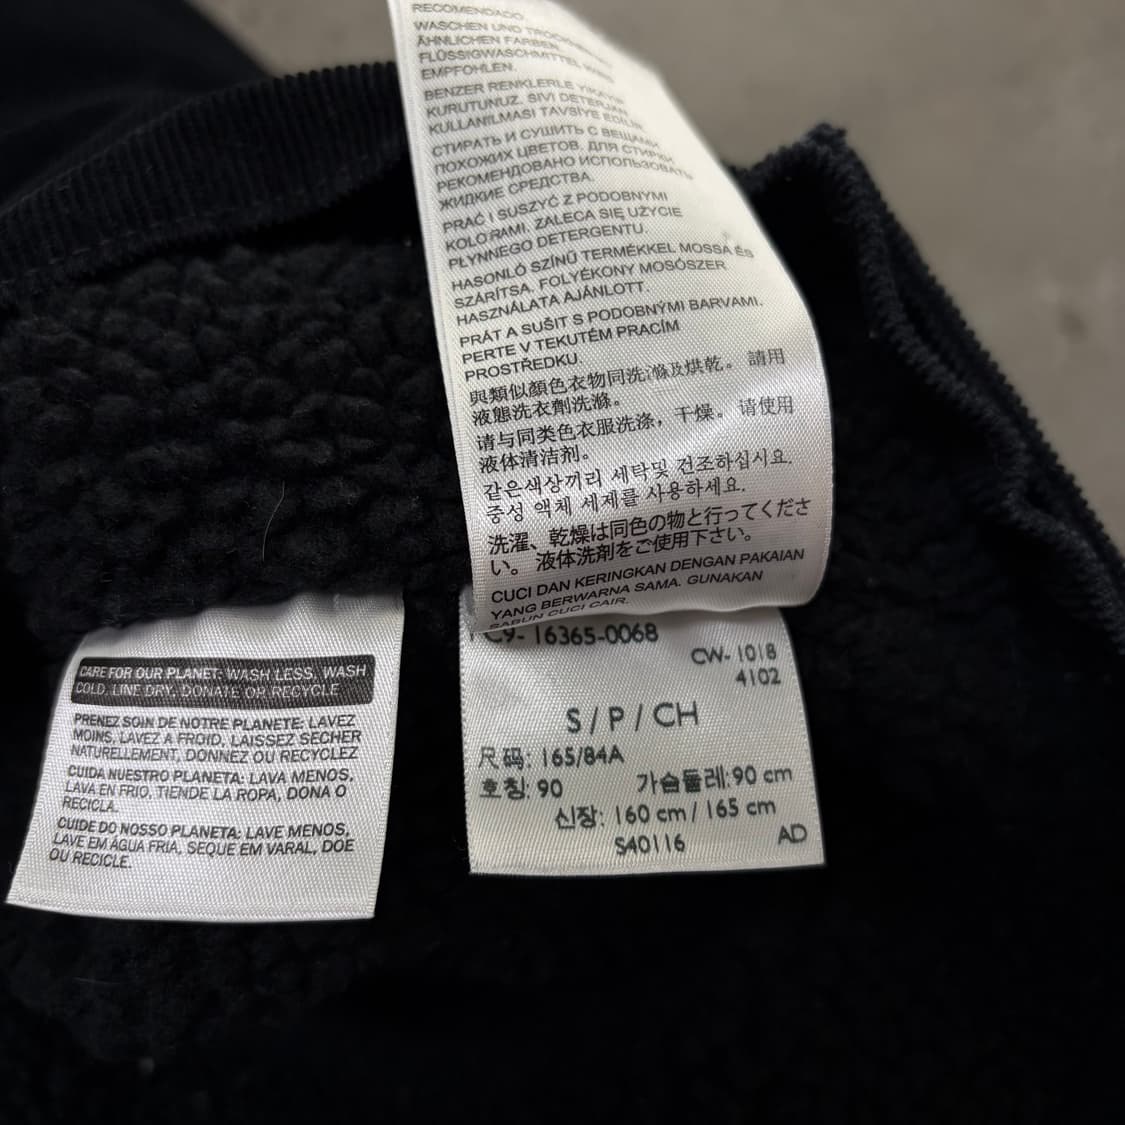 RECOMENDADO.
WASCHEN UND
ÄHNLICHEN FARBEN.
FLÜSSIGWASCHMITTEL WIRD
EMPFOHLEN.
BENZER RENKLERLE YIKAYIP
KURUTUNUZ. SIVI DETERJAN
KULLANILMASI TAVSİYE EDİLİR.
СТИРАТЬ И СУШИТЬ С ВЕЩАМИ
ПОХОЖИХ ЦВЕТОВ. ДЛЯ СТИРКИ
РЕКОМЕНДОВАНО ИСПОЛЬЗОВАТЬ
ЖИДКИЕ СРЕДСТВА.
PRAĆ I SUSZYĆ Z PODOBNYMI
KOLORAMI. ZALECA SIĘ UŻYCIE
PŁYNNEGO DETERGENTU.
HASONLÓ SZÍNŰ TERMÉKKEL MOSSA ÉS
SZÁRÍTSA. FOLYÉKONY MOSÓSZER
HASZNÁLATA AJÁNLOTT.
PRÁT A SUŠIT S PODOBNÝMI BARVAMI.
PERTE V TEKUTÉM PRACÍM
PROSTŘEDKU.
與類似顏色衣物同洗滌及烘乾。 請用
液態洗衣劑洗滌。
请与同类色衣服洗涤，干燥。请使用
液体清洁剂。
같은색상끼리 세탁및 건조하십시요.
중성 액체 세제를 사용하세요.
洗濯、乾燥は同色の物と行ってくださ
い。 液体洗剤をご使用下さい。
CUCI DAN KERINGKAN DENGAN PAKAIAN
YANG BERWARNA SAMA. GUNAKAN
SABUN CUCI CAIR.
CARE FOR OUR PLANET: WASH LESS, WASH
COLD, LINE DRY, DONATE OR RECYCLE
PRENEZ SOIN DE NOTRE PLANETE: LAVEZ
MOINS, LAVEZ A FROID, LAISSEZ SECHER
NATURELLEMENT, DONNEZ OU RECYCLEZ
CUIDA NUESTRO PLANETA: LAVA MENOS,
LAVA EN FRIO, TIENDE LA ROPA, DONA O
RECICLA.
CUIDE DO NOSSO PLANETA: LAVE MENOS,
LAVE EM ÁGUA FRIA, SEQUE EM VARAL, DOE
OU RECICLE.
PC9- 16365-0068
CW- 1018
4102
S / P / CH
尺码: 165/84A
호칭: 90 가슴둘레: 90 cm
신장: 160 cm / 165 cm
S40116 AD